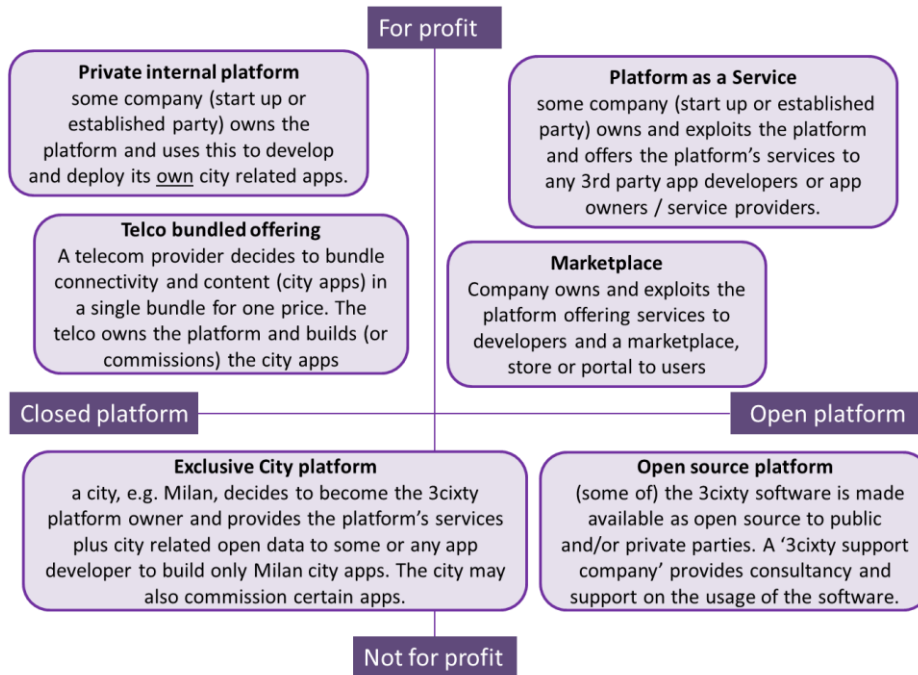 For profit
Private internal platform
some company (start up or
established party) owns the
platform and uses this to develop
and deploy its own city related apps.
Platform as a Service
some company (start up or established
party) owns and exploits the platform
and offers the platform's services to
any 3rd party app developers or app
owners / service providers.
Telco bundled offering
A telecom provider decides to bundle
connectivity and content (city apps) in
a single bundle for one price. The
telco owns the platform and builds (or
commissions) the city apps
Marketplace
Company owns and exploits the
platform offering services to
developers and a marketplace,
store or portal to users
Closed platform
Open platform
Exclusive City platform
a city, e.g. Milan, decides to become the 3cixty
platform owner and provides the platform's services
plus city related open data to some or any app
developer to build only Milan city apps. The city may
also commission certain apps.
Open source platform
(some of) the 3cixty software is made
available as open source to public
and/or private parties. A '3cixty support
company' provides consultancy and
support on the usage of the software.
Not for profit